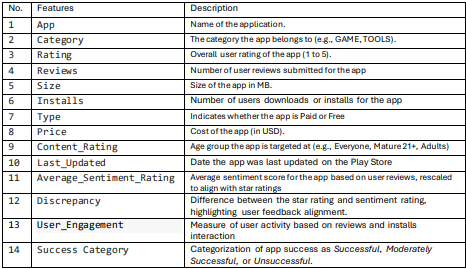 No. Features Description
1 App Name of the application.
2 Category The category the app belongs to (e.g., GAME, TOOLS).
3 Rating Overall user rating of the app (1 to 5).
4 Reviews Number of user reviews submitted for the app
5 Size Size of the app in MB.
6 Installs Number of users downloads or installs for the app
7 Type Indicates whether the app is Paid or Free
8 Price Cost of the app (in USD).
9 Content_Rating Age group the app is targeted at (e.g., Everyone, Mature 21+, Adults)
10 Last_Updated Date the app was last updated on the Play Store
11 Average_Sentiment_Rating Average sentiment score for the app based on user reviews, rescaled
to align with star ratings
12 Discrepancy Difference between the star rating and sentiment rating,
highlighting user feedback alignment.
13 User_Engagement Measure of user activity based on reviews and installs
interaction
14 Success Category Categorization of app success as Successful, Moderately
Successful, or Unsuccessful.